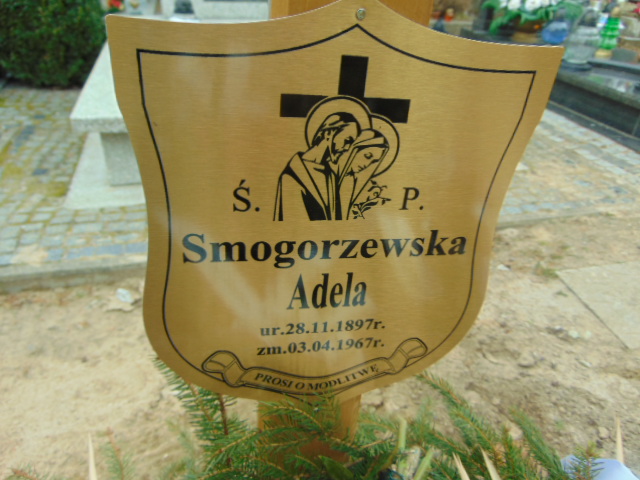 Ś. P.
Smogorzewska
Adela
ur.28.11.1897r.
zm.03.04.1967r.
PROSI O MODLITWĘ